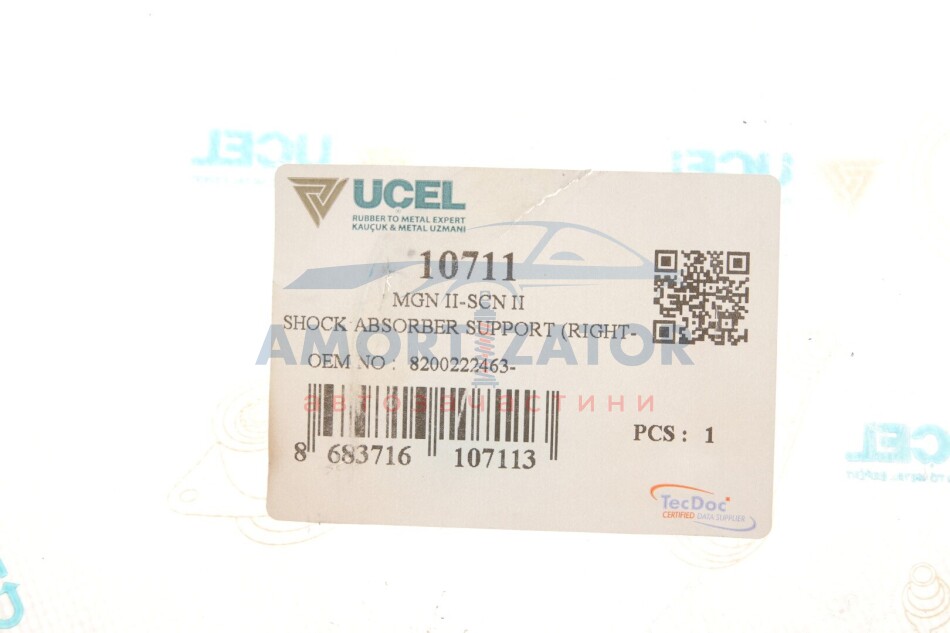 UCEL
UCEL
UCEL
RUBBER TO METAL EXPERT
KAUÇUK & METAL UZMANI
10711
MGN II-SCN II
SHOCK ABSORBER SUPPORT (RIGHT-
AMORTIZATOR
OEM NO : 8200222463-
автозапчастини
8 683716 107113
PCS : 1
UCEL
TecDoc
CERTIFIED DATA SUPPLIER